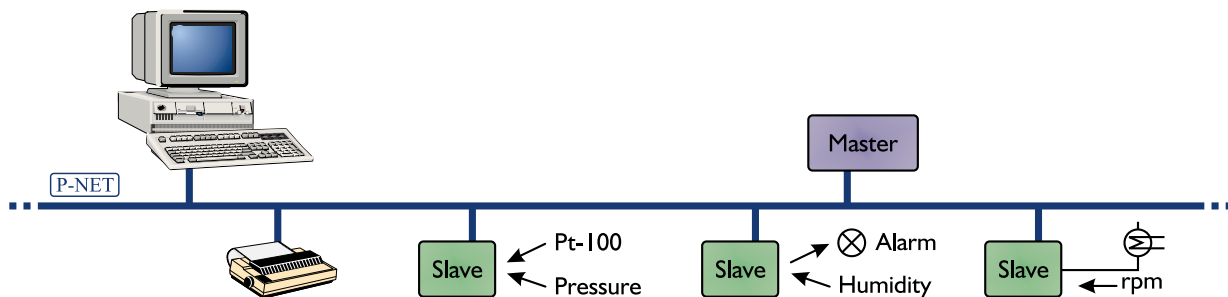 Master
P-NET
Slave
Pt-100
Pressure
Slave
Alarm
Humidity
Slave
M
rpm